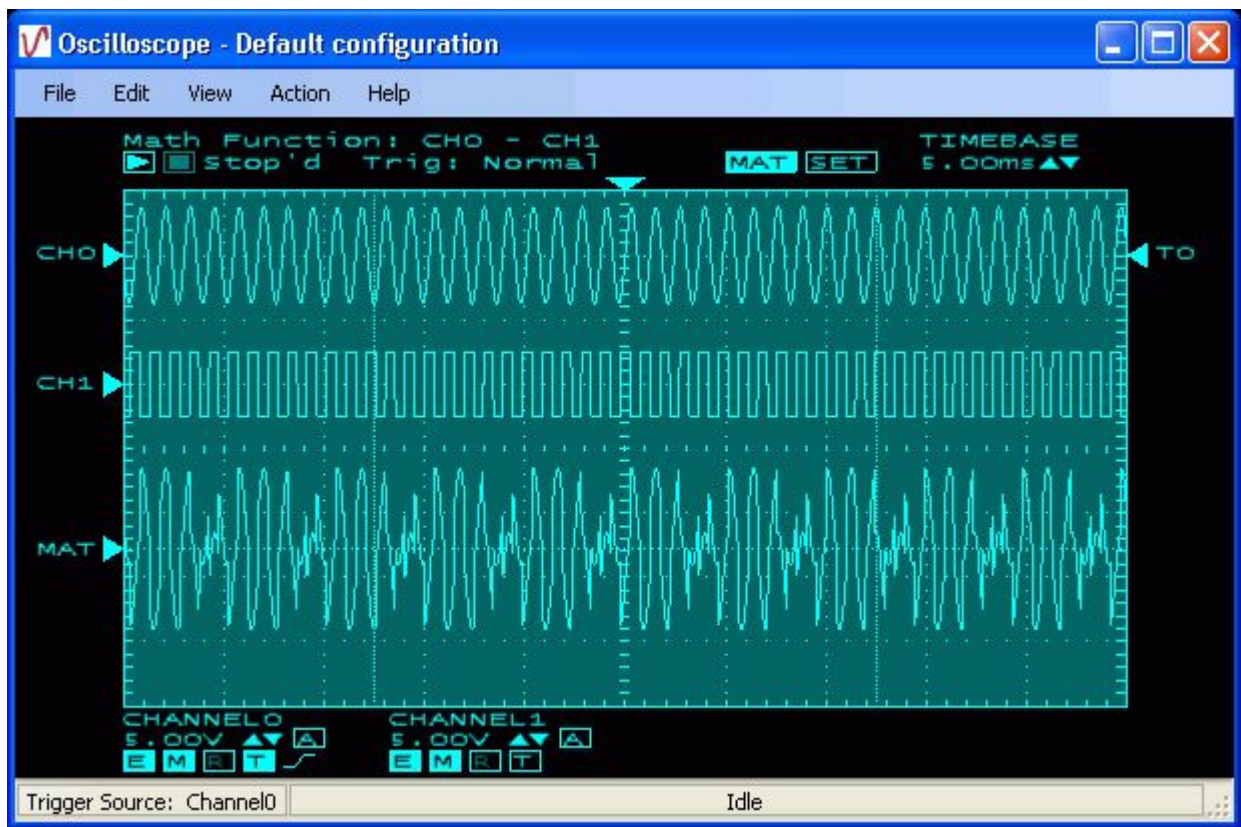 Oscilloscope - Default configuration
File Edit View Action Help
Math Function: CH0 - CH1
Stop'd Trig: Normal
MAT SET
TIMEBASE
5.00ms
CH0
T0
CH1
MAT
CHANNEL0
5.00V A
E M R T
CHANNEL1
5.00V A
E M R T
Trigger Source: Channel0
Idle